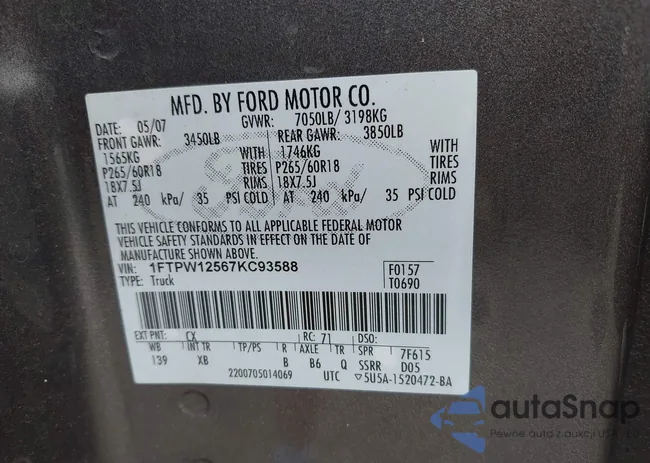 MFD. BY FORD MOTOR CO.
DATE: 05/07 GVWR: 7050LB/ 3198KG
FRONT GAWR: 3450LB REAR GAWR: 3850LB
1565KG WITH 1746KG WITH
P265/60R18 TIRES P265/60R18 TIRES
18X7.5J RIMS 18X7.5J RIMS
AT 240 kPa/ 35 PSI COLD AT 240 kPa/ 35 PSI COLD
Ford
THIS VEHICLE CONFORMS TO ALL APPLICABLE FEDERAL MOTOR
VEHICLE SAFETY STANDARDS IN EFFECT ON THE DATE OF
MANUFACTURE SHOWN ABOVE.
VIN: 1FTPW12567KC93588 F0157
TYPE: Truck T0690
EXT PNT: CX RC: 71 DSO:
WB INT TR TP/PS R AXLE TR SPR 7F615
139 XB B B6 Q SSRR D05
2200705014069 UTC ▽5U5A-1520472-BA
autaSnap
Pewne auta z aukcji USA